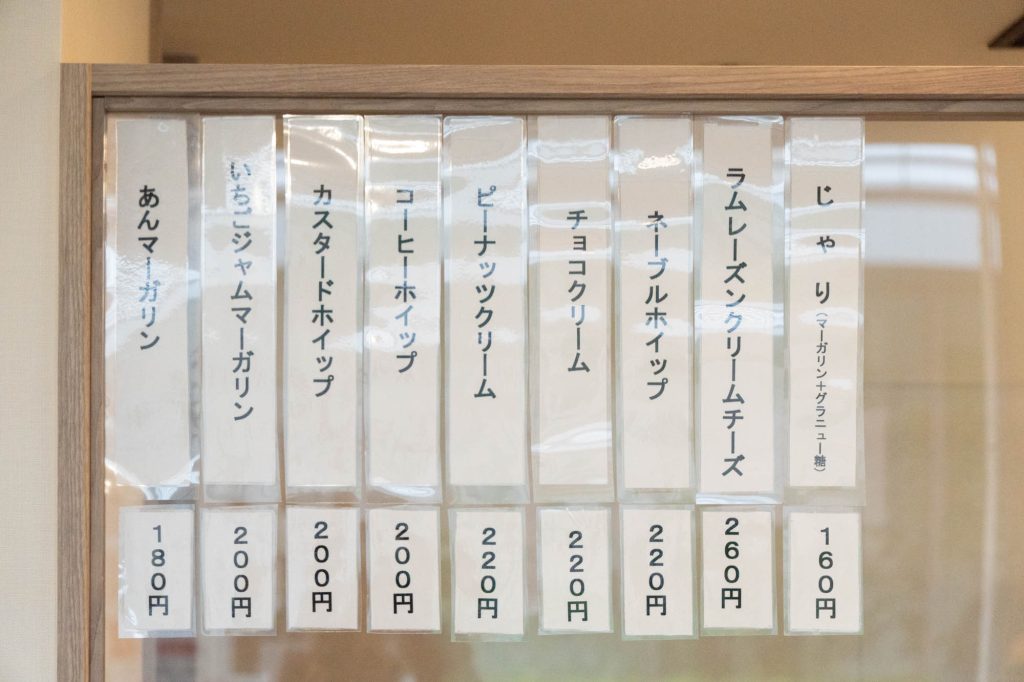 じゃり（マーガリン＋グラニュー糖）
160円
ラムレーズンクリームチーズ
260円
ネーブルホイップ
220円
チョコクリーム
220円
ピーナッツクリーム
220円
コーヒーホイップ
200円
カスタードホイップ
200円
いちごジャムマーガリン
200円
あんマーガリン
180円